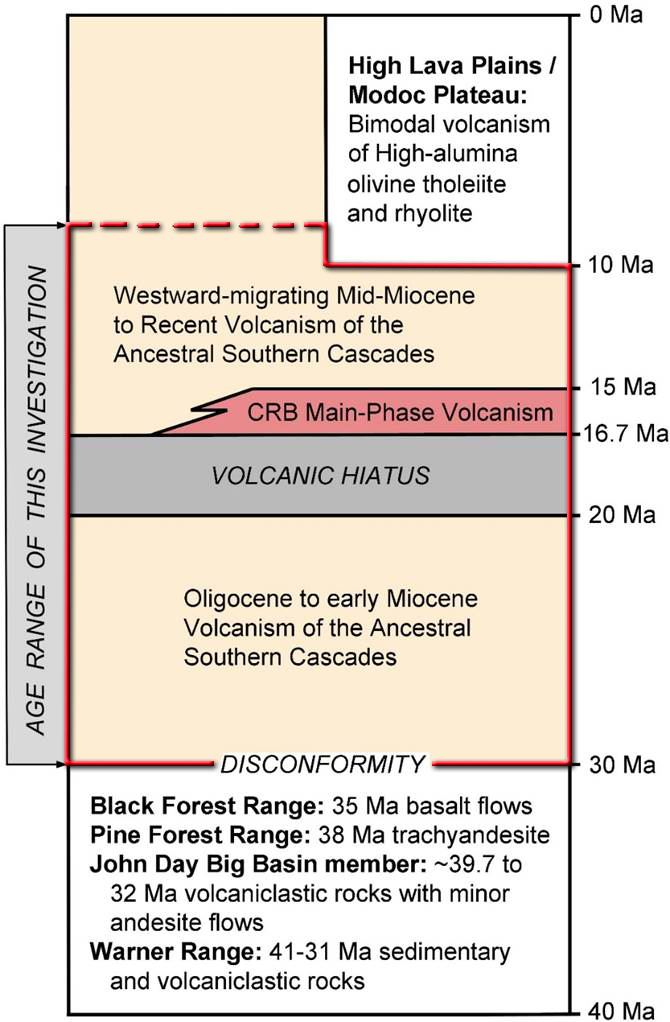 0 Ma
High Lava Plains /
Modoc Plateau:
Bimodal volcanism
of High-alumina
olivine tholeiite
and rhyolite
10 Ma
AGE RANGE OF THIS INVESTIGATION
Westward-migrating Mid-Miocene
to Recent Volcanism of the
Ancestral Southern Cascades
15 Ma
CRB Main-Phase Volcanism
16.7 Ma
VOLCANIC HIATUS
20 Ma
Oligocene to early Miocene
Volcanism of the Ancestral
Southern Cascades
DISCONFORMITY
30 Ma
Black Forest Range: 35 Ma basalt flows
Pine Forest Range: 38 Ma trachyandesite
John Day Big Basin member: ~39.7 to
32 Ma volcaniclastic rocks with minor
andesite flows
Warner Range: 41-31 Ma sedimentary
and volcaniclastic rocks
40 Ma